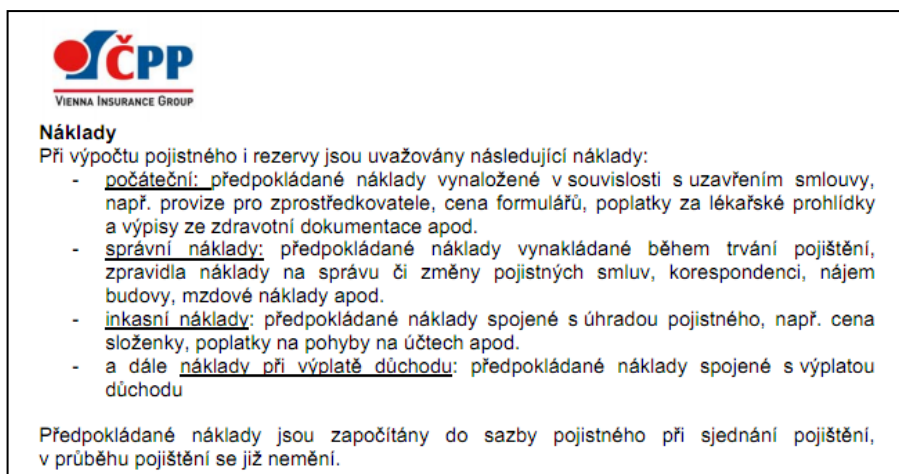 ČPP
VIENNA INSURANCE GROUP
Náklady
Při výpočtu pojistného i rezervy jsou uvažovány následující náklady:
- počáteční: předpokládané náklady vynaložené v souvislosti s uzavřením smlouvy,
např. provize pro zprostředkovatele, cena formulářů, poplatky za lékařské prohlídky
a výpisy ze zdravotní dokumentace apod.
- správní náklady: předpokládané náklady vynakládané během trvání pojištění,
zpravidla náklady na správu či změny pojistných smluv, korespondenci, nájem
budovy, mzdové náklady apod.
- inkasní náklady: předpokládané náklady spojené s úhradou pojistného, např. cena
složenky, poplatky na pohyby na účtech apod.
- a dále náklady při výplatě důchodu: předpokládané náklady spojené s výplatou
důchodu
Předpokládané náklady jsou započítány do sazby pojistného při sjednání pojištění,
v průběhu pojištění se již nemění.